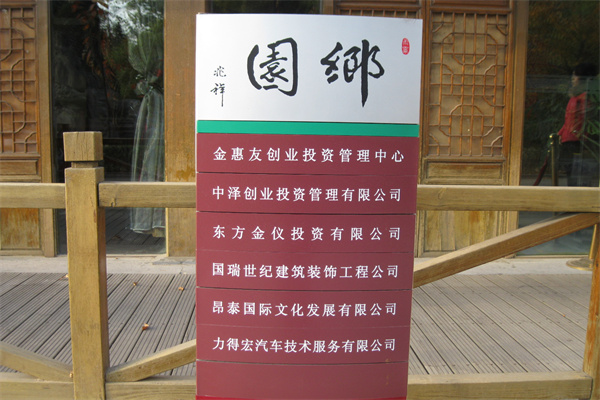 鄉園
兆祥
金惠友创业投资管理中心
中泽创业投资管理有限公司
东方金仪投资有限公司
国瑞世纪建筑装饰工程公司
昂泰国际文化发展有限公司
力得宏汽车技术服务有限公司